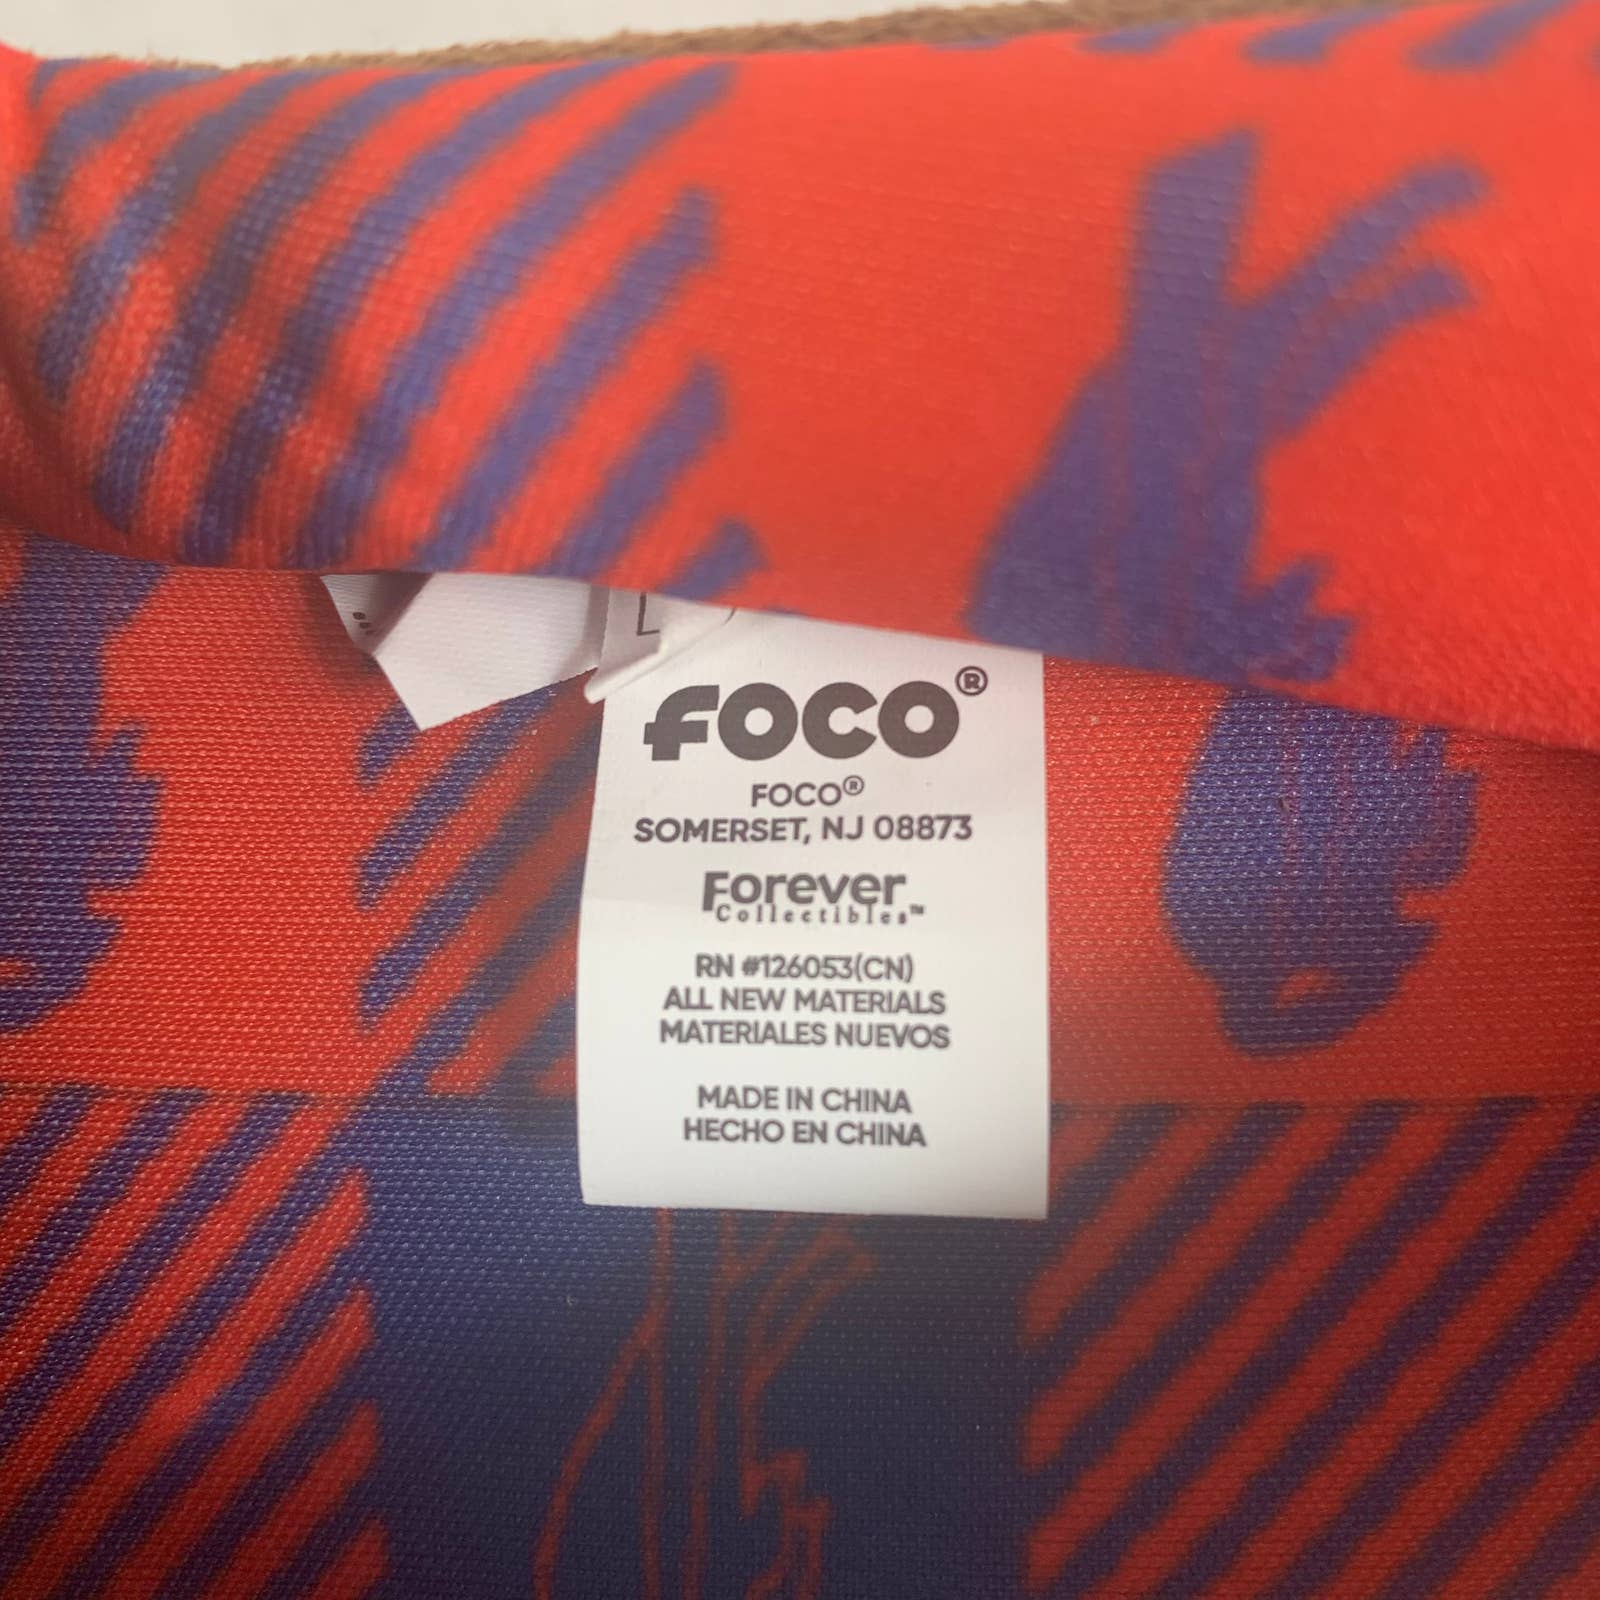 FOCO®
FOCO®
SOMERSET, NJ 08873
Forever
Collectibles™
RN #126053(CN)
ALL NEW MATERIALS
MATERIALES NUEVOS
MADE IN CHINA
HECHO EN CHINA